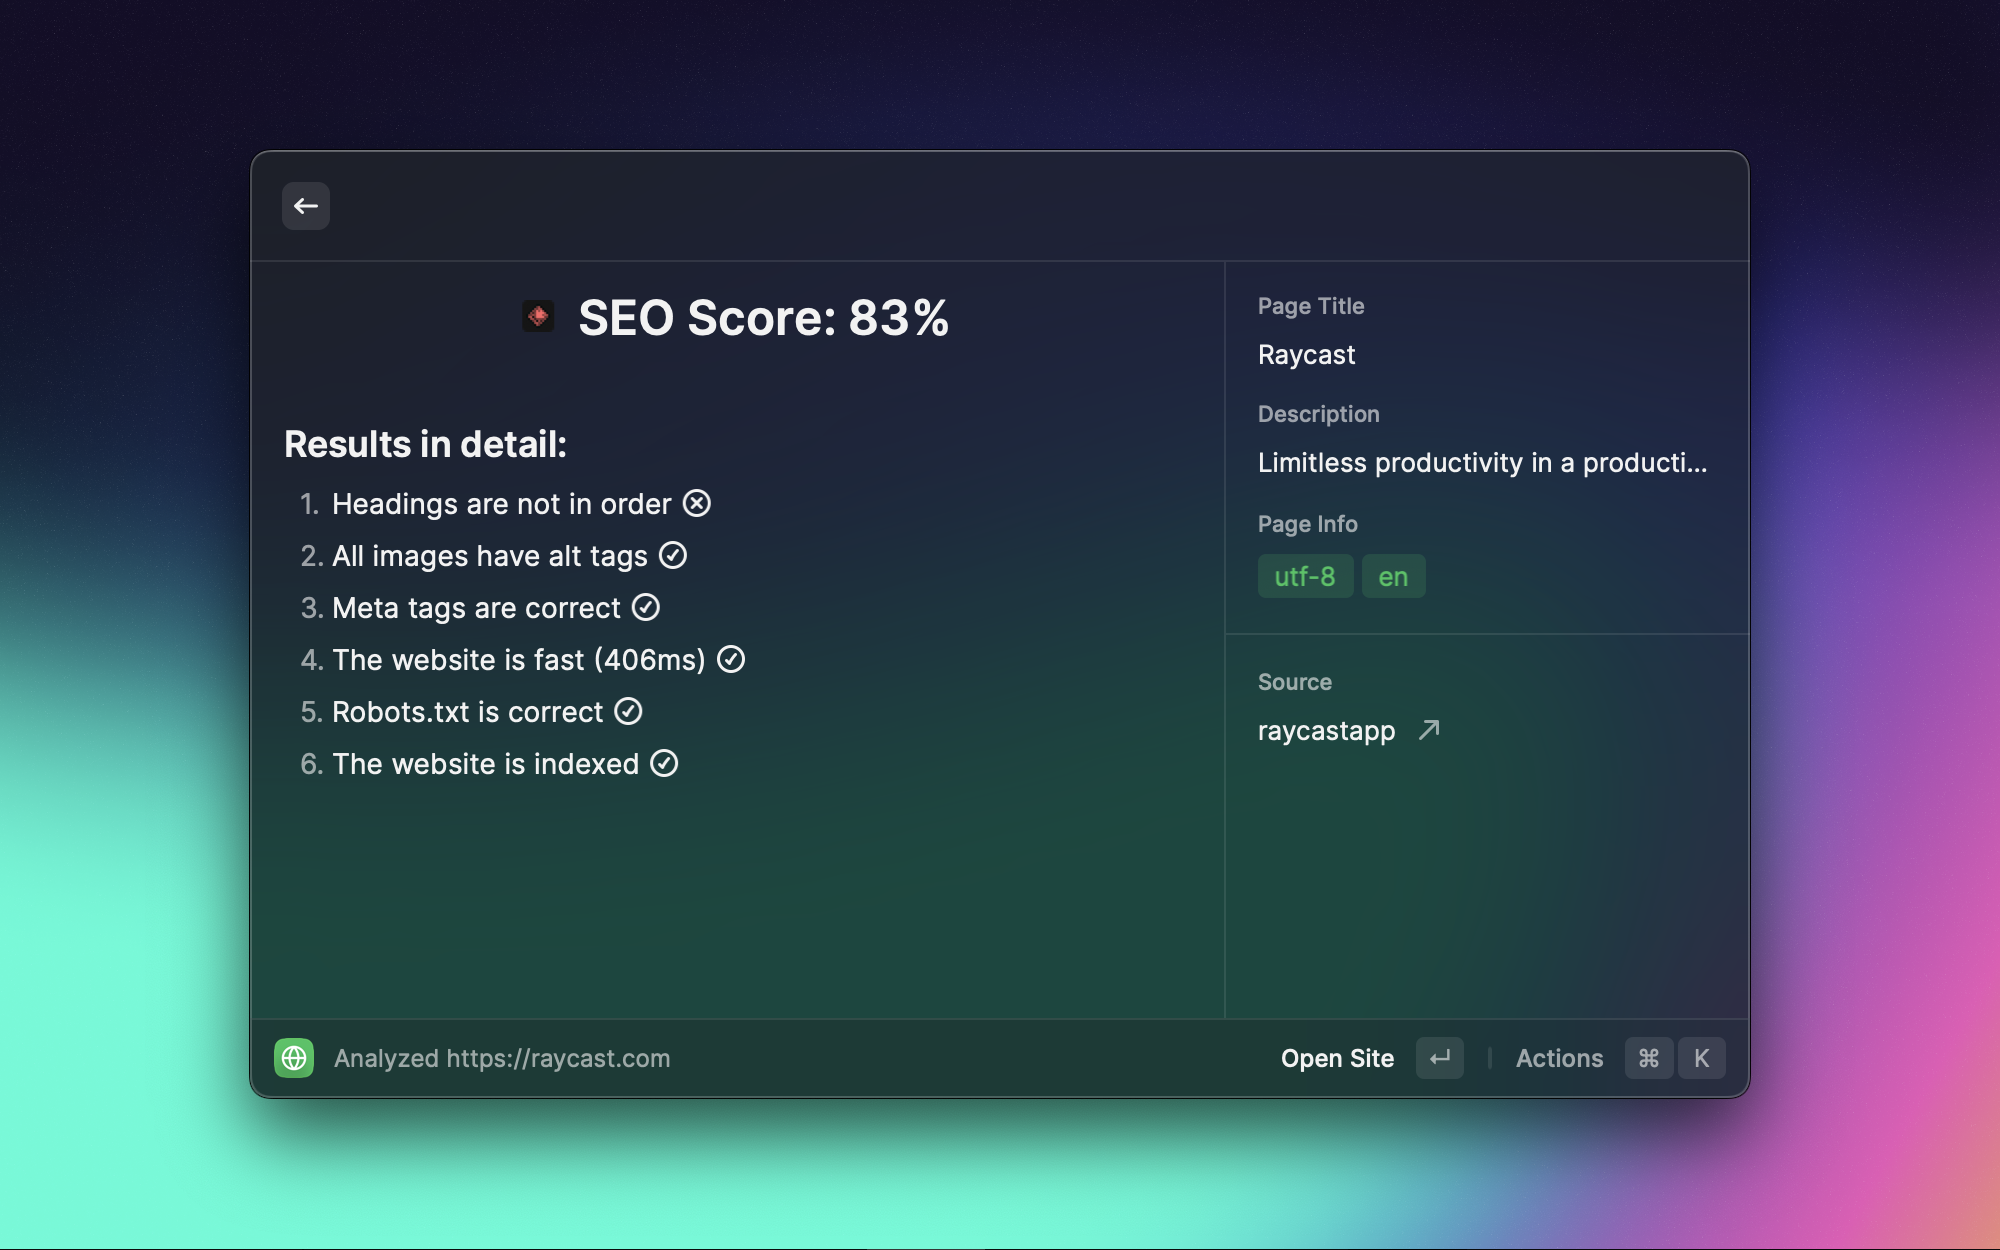 SEO Score: 83%
Results in detail:
1. Headings are not in order
2. All images have alt tags
3. Meta tags are correct
4. The website is fast (406ms)
5. Robots.txt is correct
6. The website is indexed
Page Title
Raycast
Description
Limitless productivity in a producti...
Page Info
utf-8 en
Source
raycastapp
Analyzed https://raycast.com
Open Site
Actions ⌘ K